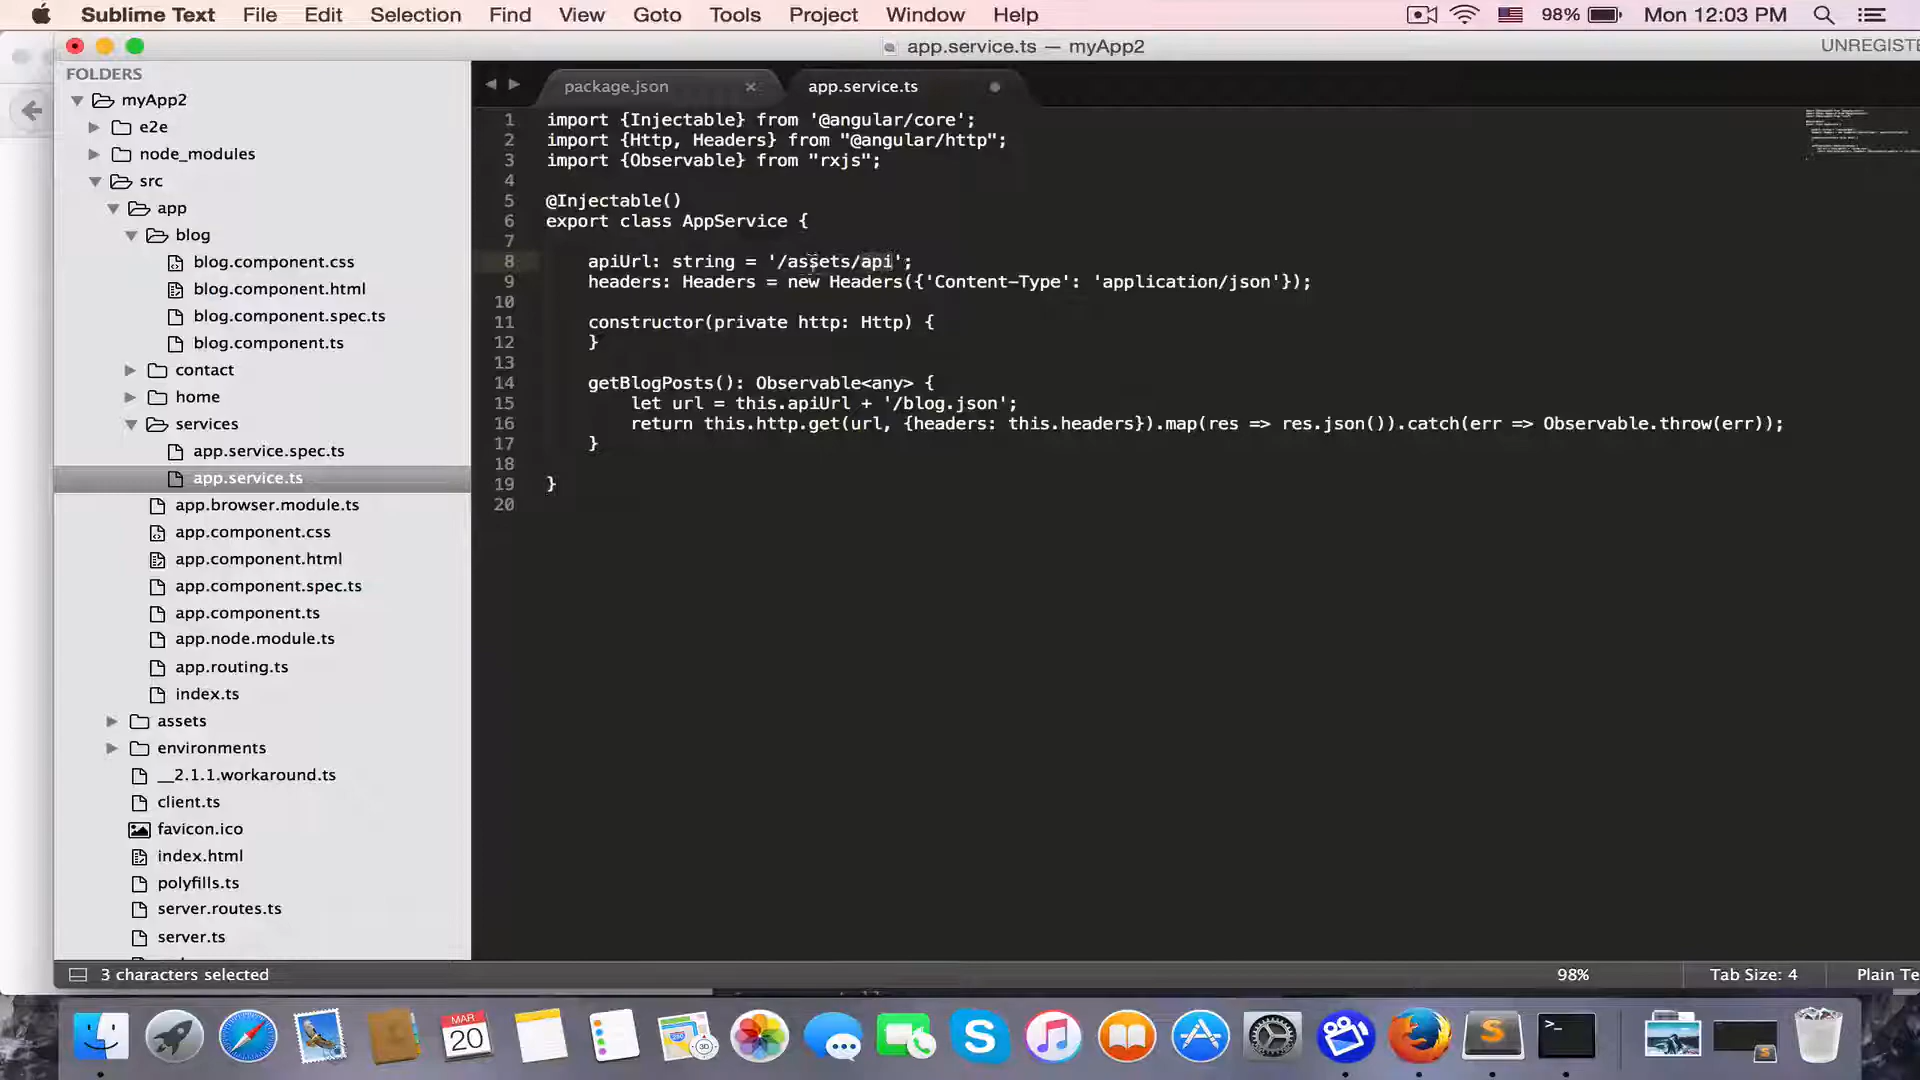 Sublime Text File Edit Selection Find View Goto Tools Project Window Help 98% Mon 12:03 PM
app.service.ts — myApp2 UNREGISTE
FOLDERS
myApp2
e2e
node_modules
src
app
blog
blog.component.css
blog.component.html
blog.component.spec.ts
blog.component.ts
contact
home
services
app.service.spec.ts
app.service.ts
app.browser.module.ts
app.component.css
app.component.html
app.component.spec.ts
app.component.ts
app.node.module.ts
app.routing.ts
index.ts
assets
environments
__2.1.1.workaround.ts
client.ts
favicon.ico
index.html
polyfills.ts
server.routes.ts
server.ts
package.json app.service.ts
1 import {Injectable} from '@angular/core';
2 import {Http, Headers} from "@angular/http";
3 import {Observable} from "rxjs";
4
5 @Injectable()
6 export class AppService {
7
8 apiUrl: string = '/assets/api';
9 headers: Headers = new Headers({'Content-Type': 'application/json'});
10
11 constructor(private http: Http) {
12 }
13
14 getBlogPosts(): Observable<any> {
15 let url = this.apiUrl + '/blog.json';
16 return this.http.get(url, {headers: this.headers}).map(res => res.json()).catch(err => Observable.throw(err));
17 }
18
19 }
20
3 characters selected 98% Tab Size: 4 Plain Te
MAR
20
3D
S
S
>_
S